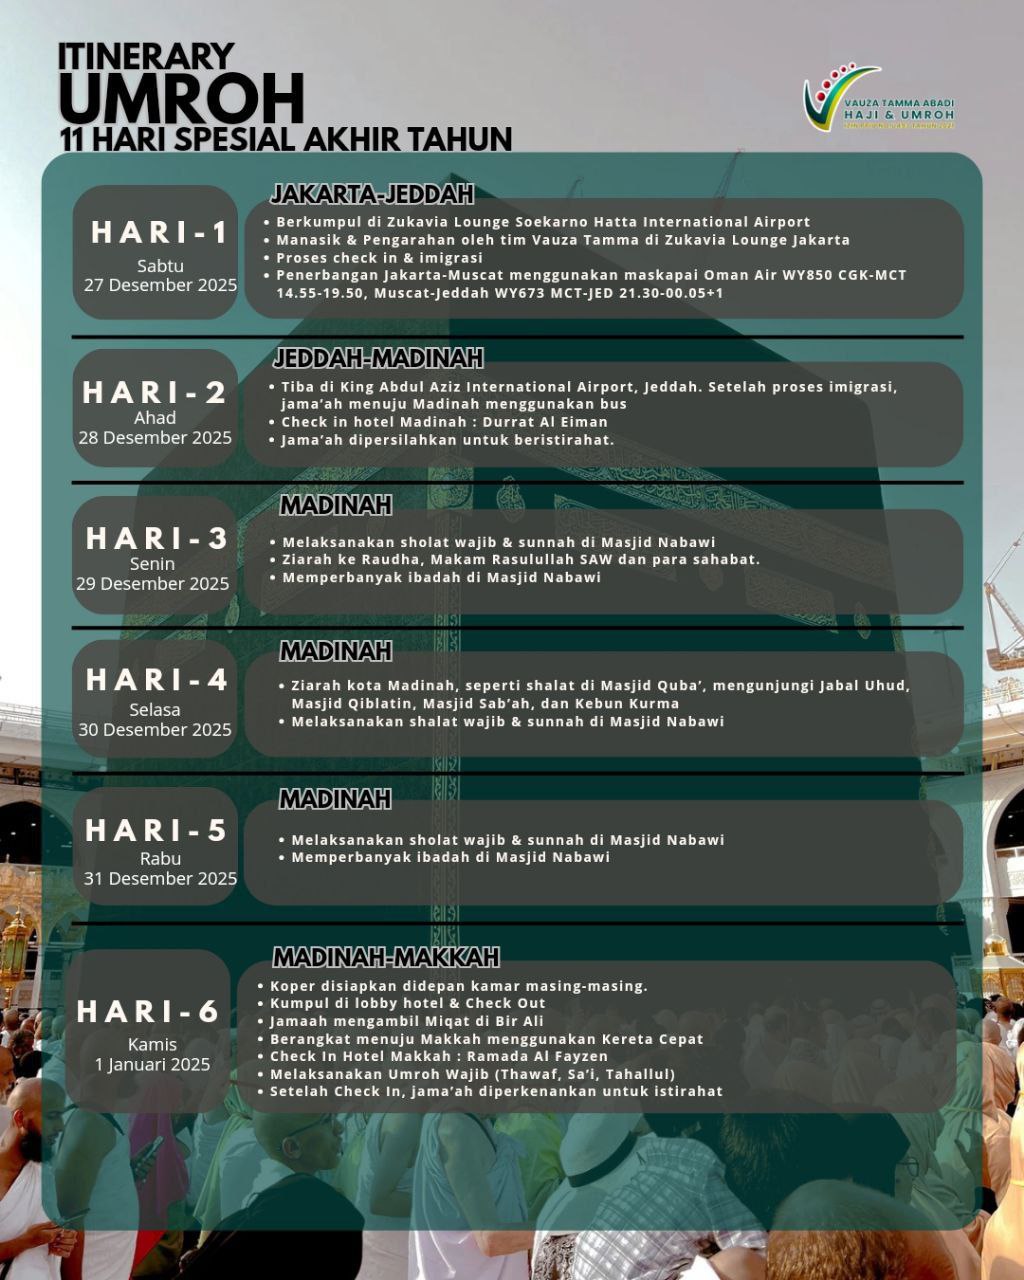 ITINERARY
UMROH
11 HARI SPESIAL AKHIR TAHUN
VAUZA TAMMA ABADI
HAJI & UMROH
HARI-1
Sabtu
27 Desember 2025
JAKARTA-JEDDAH
• Berkumpul di Zukavia Lounge Soekarno Hatta International Airport
• Manasik & Pengarahan oleh tim Vauza Tamma di Zukavia Lounge Jakarta
• Proses check in & imigrasi
• Penerbangan Jakarta-Muscat menggunakan maskapai Oman Air WY850 CGK-MCT
14.55-19.50, Muscat-Jeddah WY673 MCT-JED 21.30-00.05+1
HARI-2
Ahad
28 Desember 2025
JEDDAH-MADINAH
• Tiba di King Abdul Aziz International Airport, Jeddah. Setelah proses imigrasi,
jama’ah menuju Madinah menggunakan bus
• Check in hotel Madinah : Durrat Al Eiman
• Jama’ah dipersilahkan untuk beristirahat.
HARI-3
Senin
29 Desember 2025
MADINAH
• Melaksanakan sholat wajib & sunnah di Masjid Nabawi
• Ziarah ke Raudha, Makam Rasulullah SAW dan para sahabat.
• Memperbanyak ibadah di Masjid Nabawi
HARI-4
Selasa
30 Desember 2025
MADINAH
• Ziarah kota Madinah, seperti shalat di Masjid Quba’, mengunjungi Jabal Uhud,
Masjid Qiblatin, Masjid Sab’ah, dan Kebun Kurma
• Melaksanakan shalat wajib & sunnah di Masjid Nabawi
HARI-5
Rabu
31 Desember 2025
MADINAH
• Melaksanakan sholat wajib & sunnah di Masjid Nabawi
• Memperbanyak ibadah di Masjid Nabawi
HARI-6
Kamis
1 Januari 2025
MADINAH-MAKKAH
• Koper disiapkan didepan kamar masing-masing.
• Kumpul di lobby hotel & Check Out
• Jamaah mengambil Miqat di Bir Ali
• Berangkat menuju Makkah menggunakan Kereta Cepat
• Check In Hotel Makkah : Ramada Al Fayzen
• Melaksanakan Umroh Wajib (Thawaf, Sa’i, Tahallul)
• Setelah Check In, jama’ah diperkenankan untuk istirahat